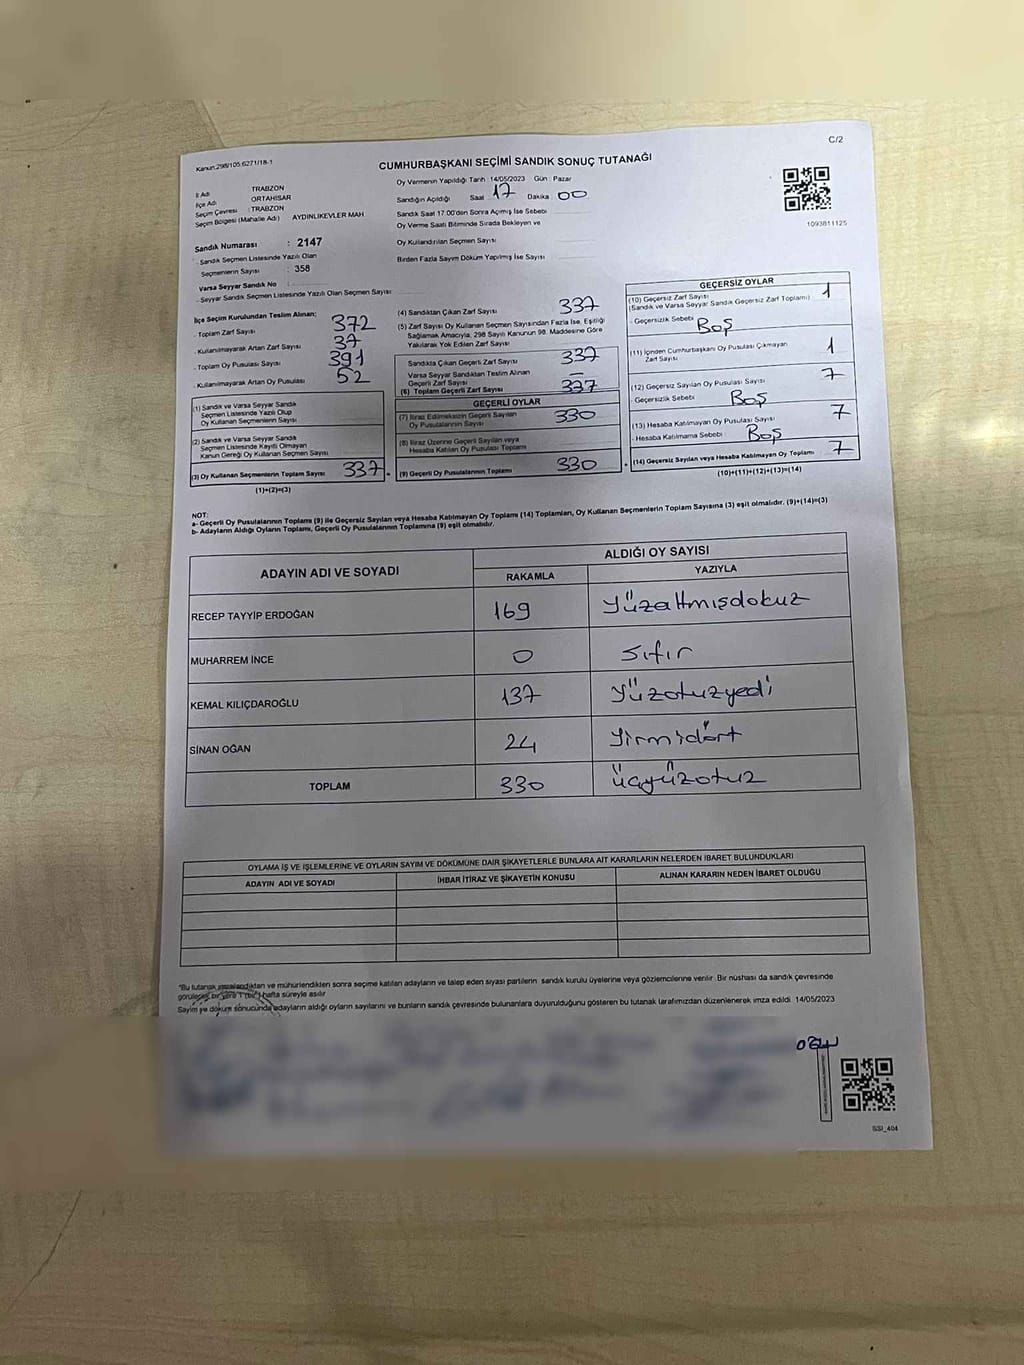 C/2
Kanun:298/105:6271/18-1
CUMHURBAŞKANI SEÇİMİ SANDIK SONUÇ TUTANAĞI
İl Adı TRABZON
İlçe Adı ORTAHİSAR
Seçim Çevresi : TRABZON
Seçim Bölgesi (Mahalle Adı) AYDINLIKEVLER MAH
Sandık Numarası : 2147
- Sandık Seçmen Listesinde Yazılı Olan
Seçmenlerin Sayısı : 358
Varsa Seyyar Sandık No
- Seyyar Sandık Seçmen Listesinde Yazılı Olan Seçmen Sayısı:
Oy Vermenin Yapıldığı Tarih :14/05/2023 Gün : Pazar
Sandığın Açıldığı Saat 17 Dakika 00
Sandık Saat 17:00'den Sonra Açımış İse Sebebi
Oy Verme Saati Bitiminde Sırada Bekleyen ve
Oy Kullandırılan Seçmen Sayısı
Birden Fazla Sayım Döküm Yapılmış İse Sayısı
1093811125
İlçe Seçim Kurulundan Teslim Alınan;
- Toplam Zarf Sayısı 372
- Kullanılmayarak Artan Zarf Sayısı 37
- Toplam Oy Pusulası Sayısı 391
- Kullanılmayarak Artan Oy Pusulası 52
(1) Sandık ve Varsa Seyyar Sandık
Seçmen Listesinde Yazılı Olup
Oy Kullanan Seçmenlerin Sayısı
(2) Sandık ve Varsa Seyyar Sandık
Seçmen Listesinde Kayıtlı Olmayan
Kanun Gereği Oy Kullanan Seçmen Sayısı
(3) Oy Kullanan Seçmenlerin Toplam Sayısı 337
(1)+(2)=(3)
(4) Sandıktan Çıkan Zarf Sayısı 337
(5) Zarf Sayısı Oy Kullanan Seçmen Sayısından Fazla İse, Eşitliği
Sağlamak Amacıyla; 298 Sayılı Kanunun 98. Maddesine Göre
Yakılarak Yok Edilen Zarf Sayısı
Sandıkta Çıkan Geçerli Zarf Sayısı 337
Varsa Seyyar Sandıktan Teslim Alınan
Geçerli Zarf Sayısı —
(6) Toplam Geçerli Zarf Sayısı 337
GEÇERLİ OYLAR
(7) İtiraz Edilmeksizin Geçerli Sayılan
Oy Pusulalarının Sayısı 330
(8) İtiraz Üzerine Geçerli Sayılan veya
Hesaba Katılan Oy Pusulası Toplamı
(9) Geçerli Oy Pusulalarının Toplamı 330
GEÇERSİZ OYLAR
(10) Geçersiz Zarf Sayısı 1
(Sandık ve Varsa Seyyar Sandık Geçersiz Zarf Toplamı)
- Geçersizlik Sebebi Boş
(11) İçinden Cumhurbaşkanı Oy Pusulası Çıkmayan
Zarf Sayısı 1
(12) Geçersiz Sayılan Oy Pusulası Sayısı 7
- Geçersizlik Sebebi Boş
(13) Hesaba Katılmayan Oy Pusulası Sayısı 7
- Hesaba Katılmama Sebebi Boş
(14) Geçersiz Sayılan veya Hesaba Katılmayan Oy Toplamı 7
(10)+(11)+(12)+(13)=(14)
NOT:
a- Geçerli Oy Pusulalarının Toplamı (9) ile Geçersiz Sayılan veya Hesaba Katılmayan Oy Toplamı (14) Toplamları, Oy Kullanan Seçmenlerin Toplam Sayısına (3) eşit olmalıdır. (9)+(14)=(3)
b- Adayların Aldığı Oyların Toplamı, Geçerli Oy Pusulalarının Toplamına (9) eşit olmalıdır.
ADAYIN ADI VE SOYADI ALDIĞI OY SAYISI
RAKAMLA YAZIYLA
RECEP TAYYİP ERDOĞAN 169 Yüzaltmışdokuz
MUHARREM İNCE 0 Sıfır
KEMAL KILIÇDAROĞLU 137 Yüzotuzyedi
SİNAN OĞAN 24 Yirmidört
TOPLAM 330 Üçyüzotuz
OYLAMA İŞ VE İŞLEMLERİNE VE OYLARIN SAYIM VE DÖKÜMÜNE DAİR ŞİKAYETLERLE BUNLARA AİT KARARLARIN NELERDEN İBARET BULUNDUKLARI
ADAYIN ADI VE SOYADI İHBAR İTİRAZ VE ŞİKAYETİN KONUSU ALINAN KARARIN NEDEN İBARET OLDUĞU
*Bu tutanak imzalandıktan ve mühürlendikten sonra seçime katılan adayların ve talep eden siyasi partilerin sandık kurulu üyelerine veya gözlemcilerine verilir. Bir nüshası da sandık çevresinde
görülecek bir yere 1 (bir) hafta süreyle asılır
Sayım ve döküm sonucunda adayların aldığı oyların sayılarını ve bunların sandık çevresinde bulunanlara duyurulduğunu gösteren bu tutanak tarafımızdan düzenlenerek imza edildi. 14/05/2023
SSI_404